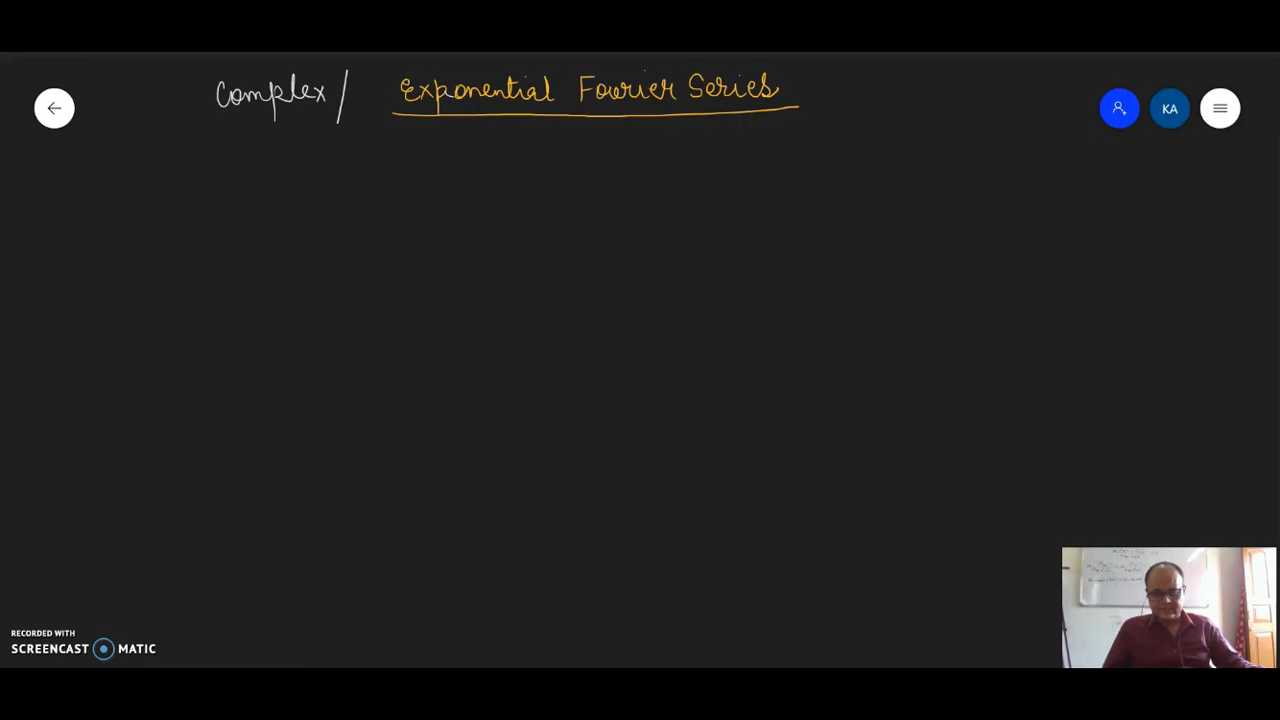 complex / Exponential Fourier Series
KA
RECORDED WITH
SCREENCAST MATIC